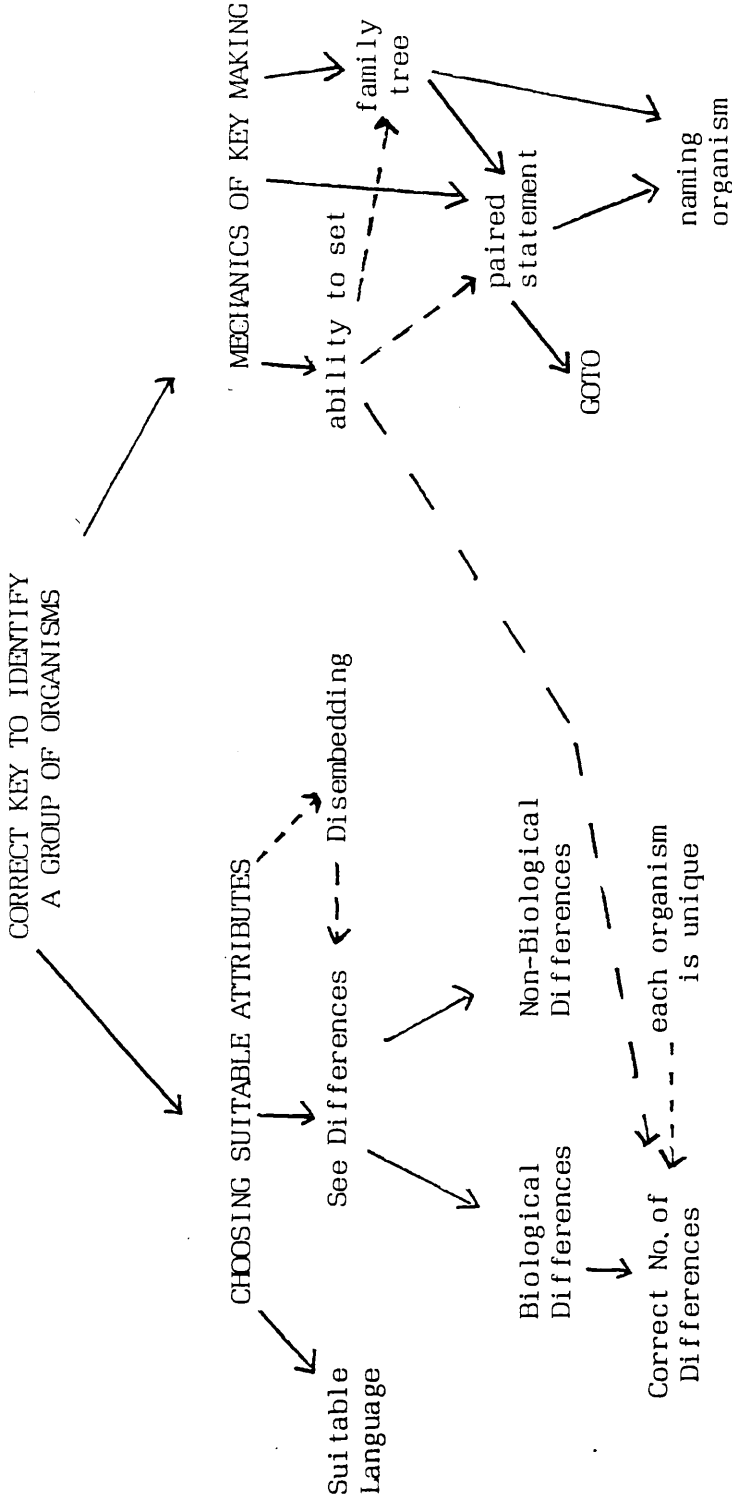 CORRECT KEY TO IDENTIFY
A GROUP OF ORGANISMS
CHOOSING SUITABLE ATTRIBUTES
MECHANICS OF KEY MAKING
Suitable
Language
See Differences
Disembedding
ability to set
family
tree
Biological
Differences
Non-Biological
Differences
paired
statement
GOTO
Correct No. of
Differences
each organism
is unique
naming
organism